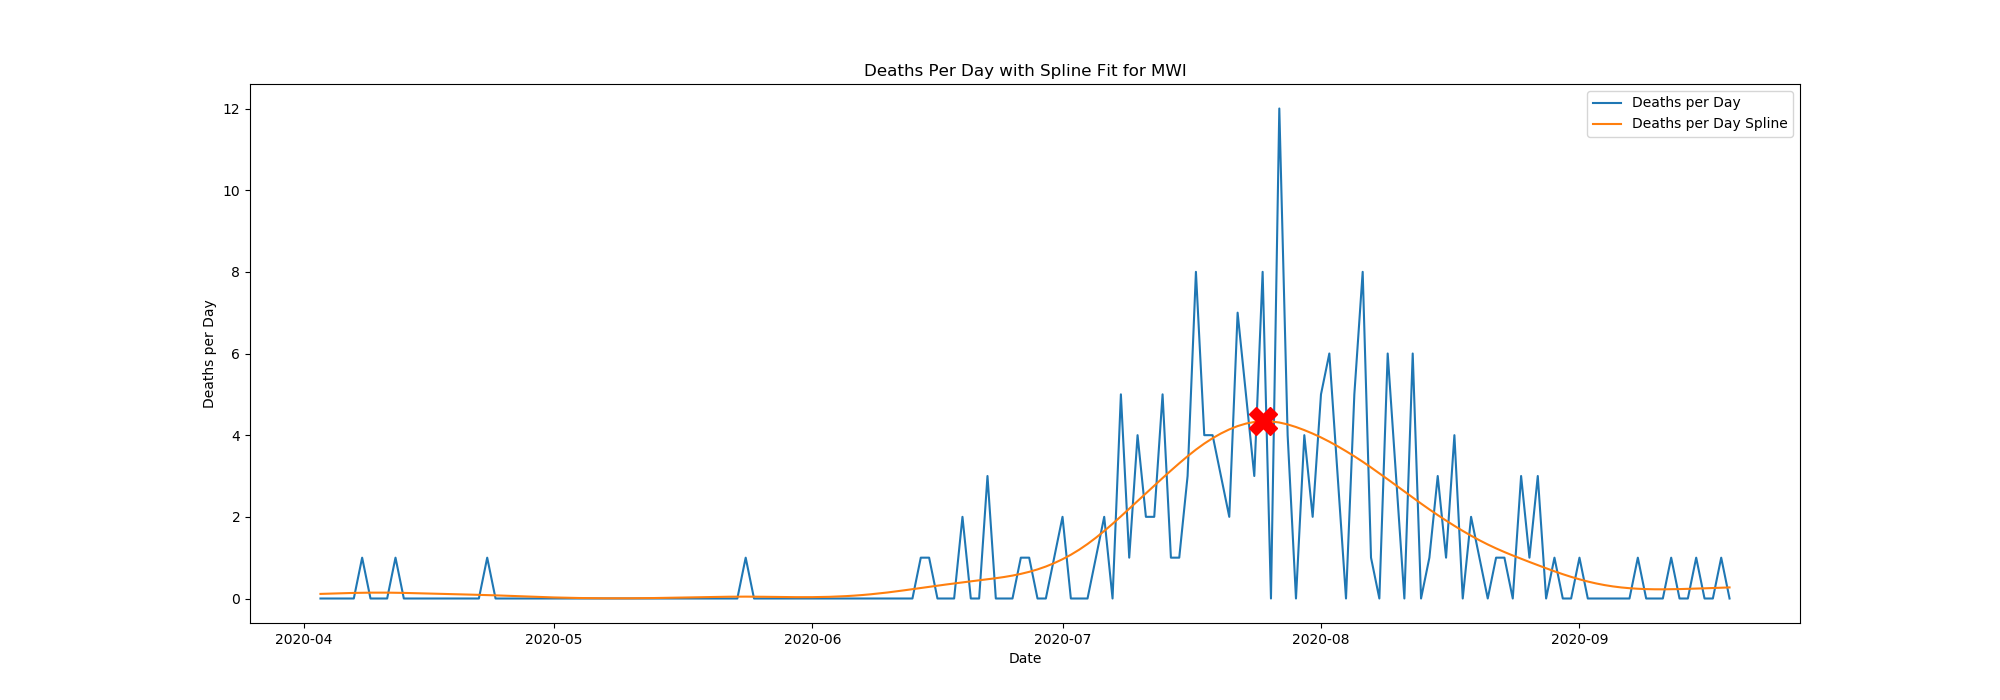 Deaths Per Day with Spline Fit for MWI
Deaths per Day
Deaths per Day Spline
12
10
8
6
4
2
0
Deaths per Day
2020-04 2020-05 2020-06 2020-07 2020-08 2020-09
Date